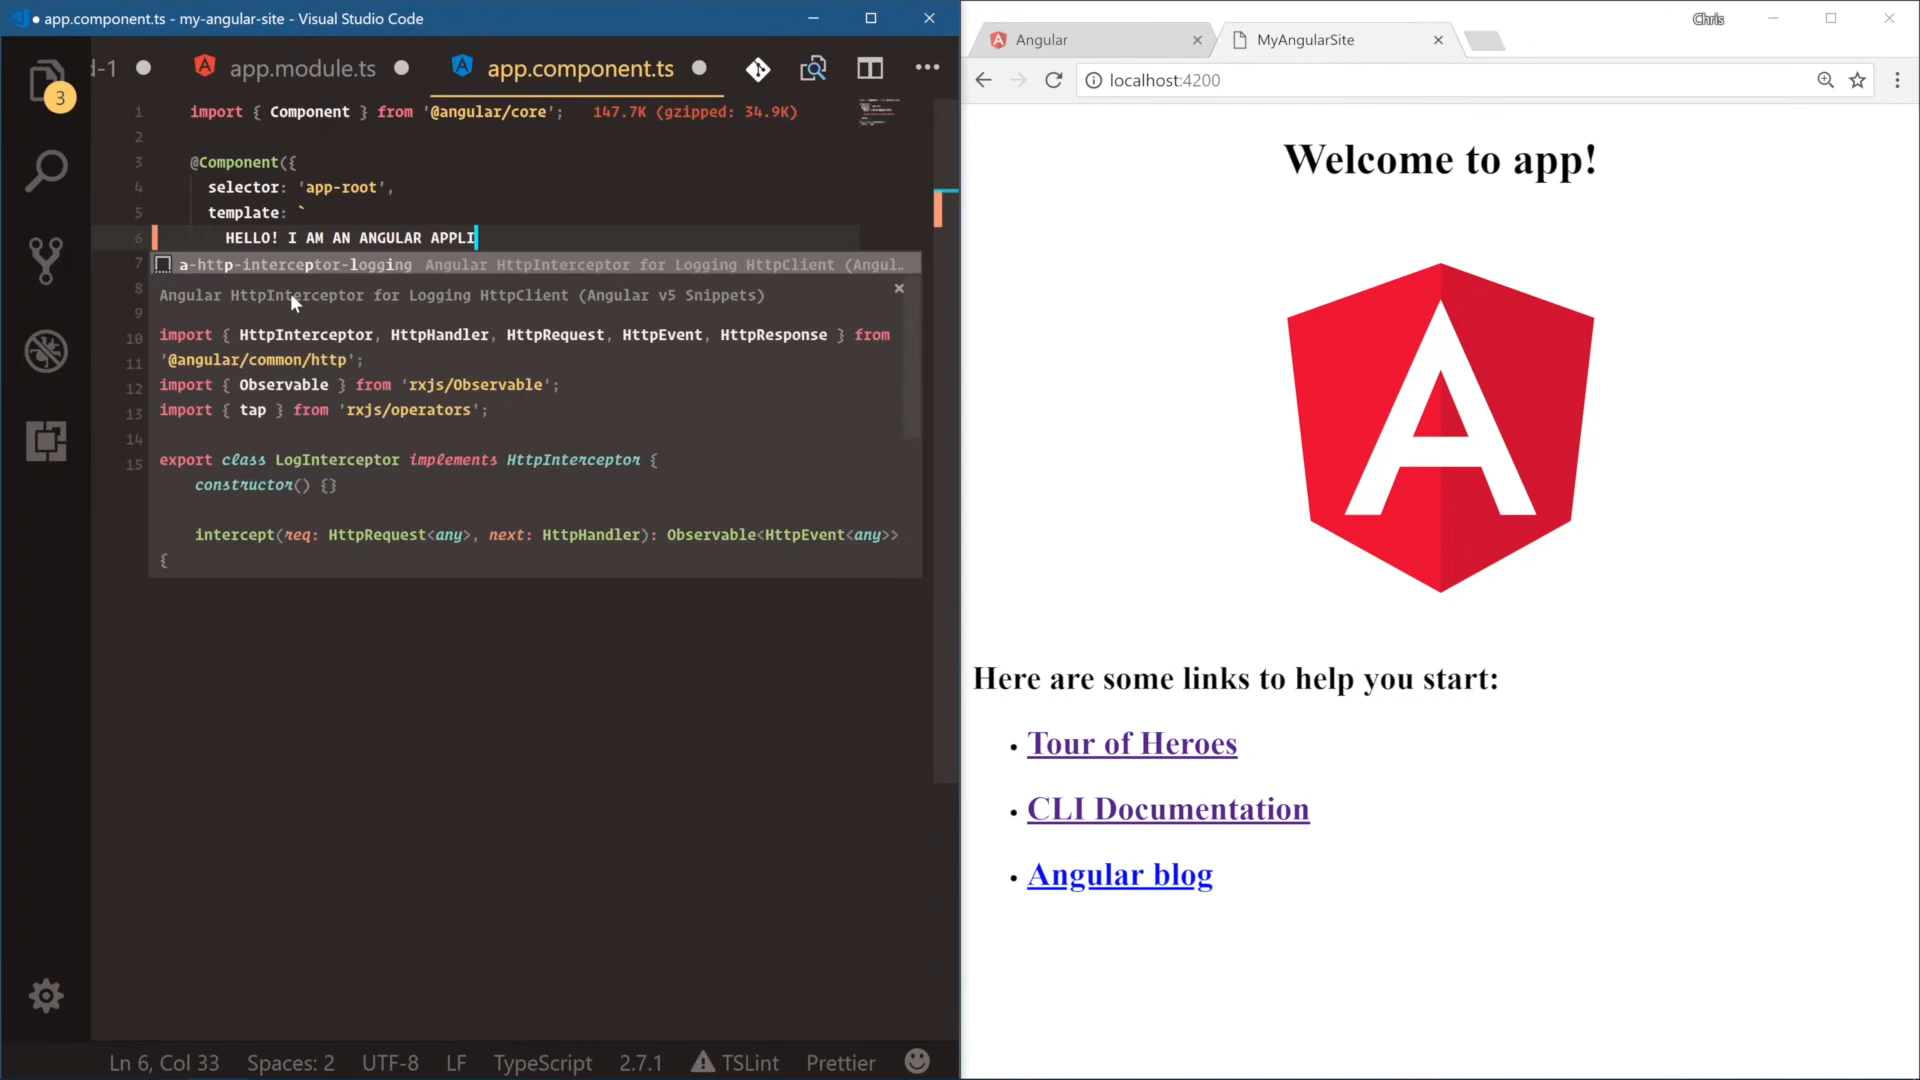 app.component.ts - my-angular-site - Visual Studio Code
d-1
app.module.ts
app.component.ts
3
1 import { Component } from '@angular/core'; 147.7K (gzipped: 34.9K)
2
3 @Component({
4 selector: 'app-root',
5 template: `
6 HELLO! I AM AN ANGULAR APPLI
7
a-http-interceptor-logging Angular HttpInterceptor for Logging HttpClient (Angul…
8
Angular HttpInterceptor for Logging HttpClient (Angular v5 Snippets)
9
10
import { HttpInterceptor, HttpHandler, HttpRequest, HttpEvent, HttpResponse } from
11
'@angular/common/http';
12
import { Observable } from 'rxjs/Observable';
13
import { tap } from 'rxjs/operators';
14
15
export class LogInterceptor implements HttpInterceptor {
constructor() {}
intercept(req: HttpRequest<any>, next: HttpHandler): Observable<HttpEvent<any>>
{
Ln 6, Col 33 Spaces: 2 UTF-8 LF TypeScript 2.7.1 TSLint Prettier
Chris
Angular
MyAngularSite
localhost:4200
Welcome to app!
A
Here are some links to help you start:
• Tour of Heroes
• CLI Documentation
• Angular blog